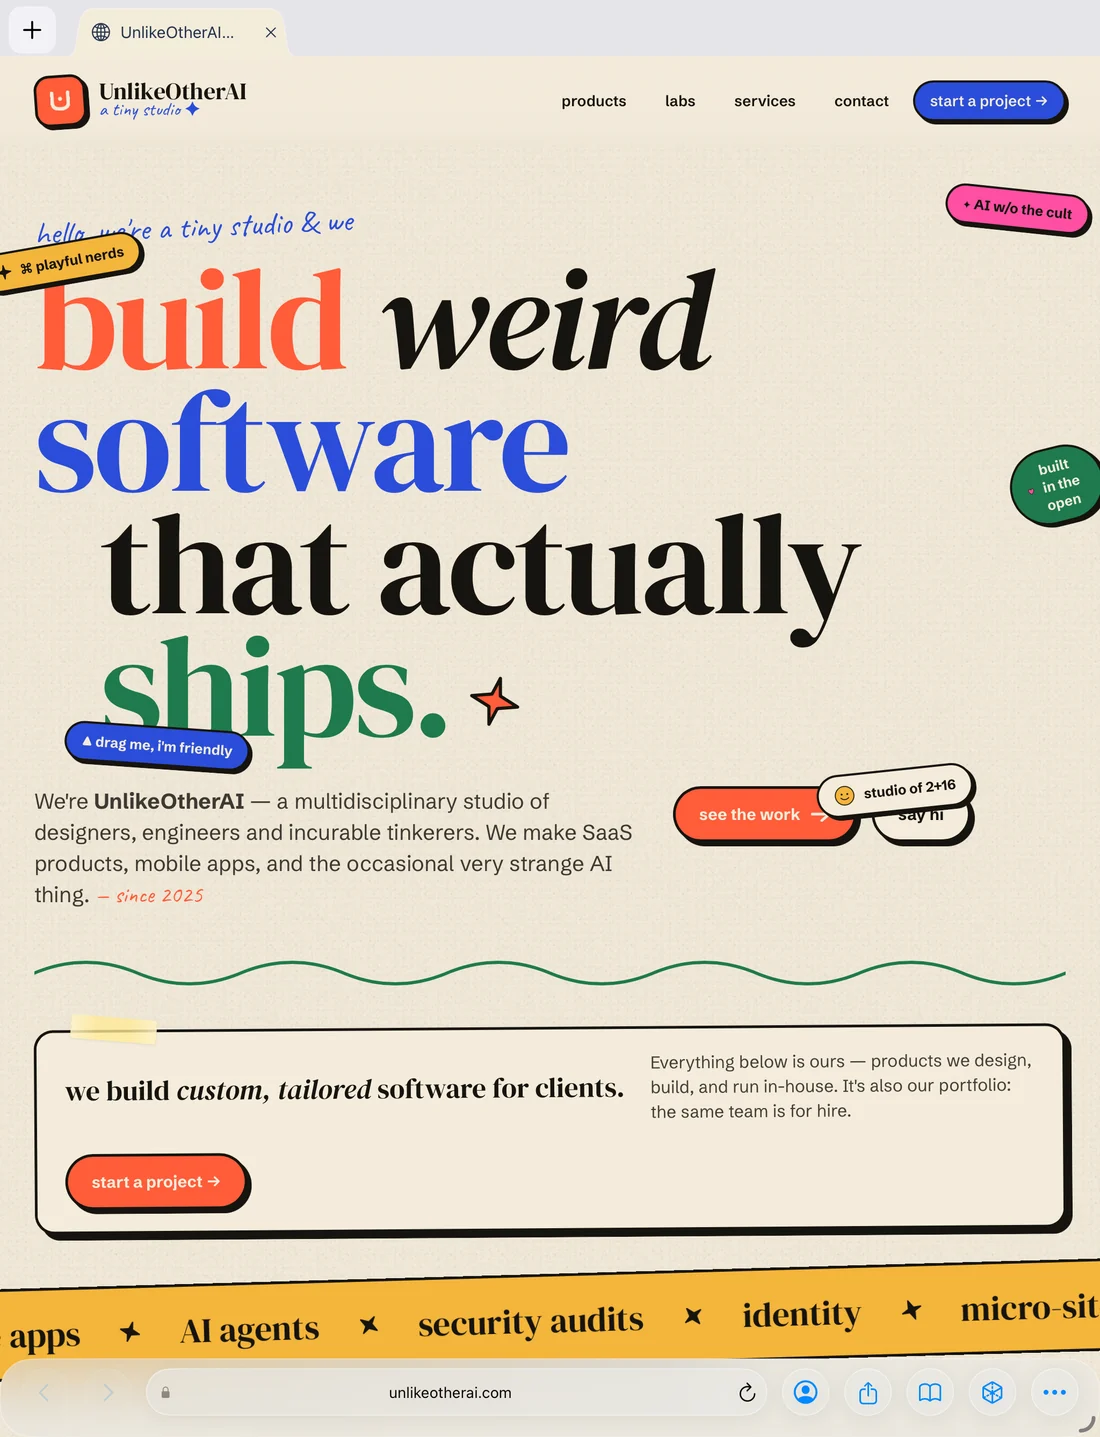 UnlikeOtherAI...
UnlikeOtherAI
a tiny studio
products
labs
services
contact
start a project →
AI w/o the cult
hello, we're a tiny studio & we
⌘ playful nerds
build weird
software
built
in the
open
that actually
ships.
drag me, i'm friendly
We're UnlikeOtherAI — a multidisciplinary studio of
designers, engineers and incurable tinkerers. We make SaaS
products, mobile apps, and the occasional very strange AI
thing. — since 2025
see the work →
studio of 2+16
say hi
we build custom, tailored software for clients.
Everything below is ours — products we design,
build, and run in-house. It's also our portfolio:
the same team is for hire.
start a project →
apps ✦ AI agents ✦ security audits ✦ identity ✦ micro-sit
unlikeotherai.com